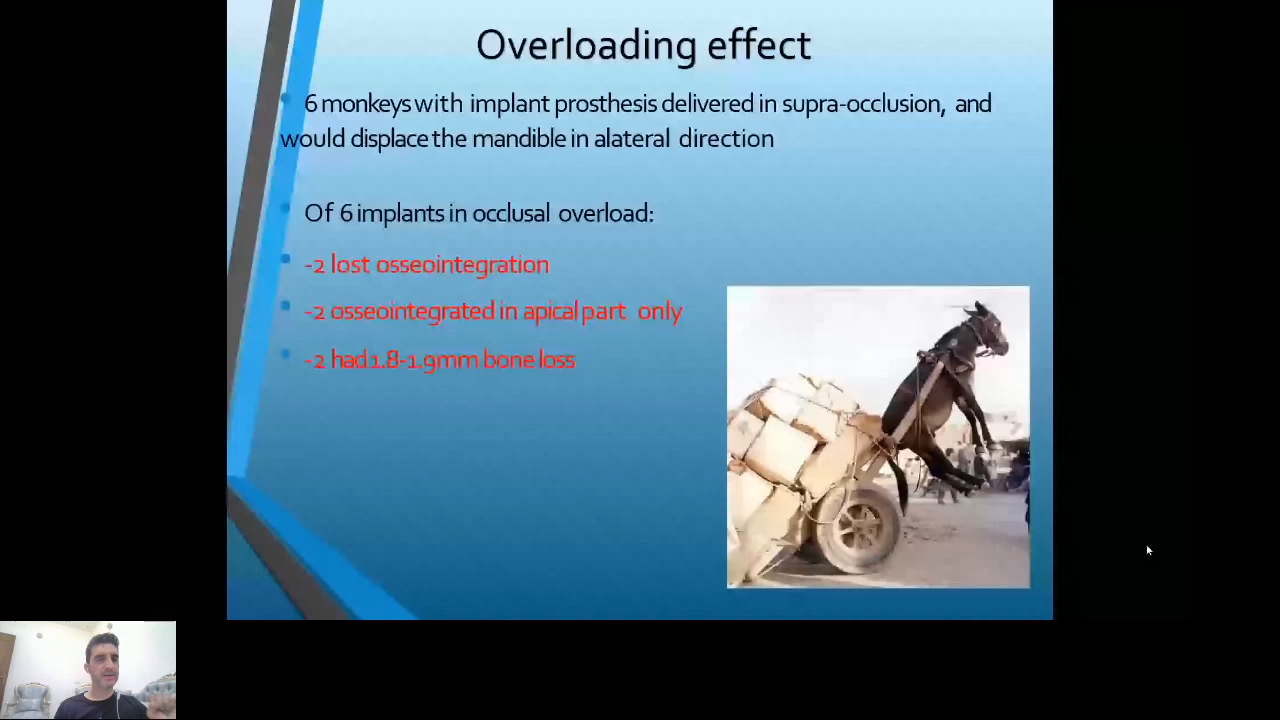 Overloading effect
6 monkeys with implant prosthesis delivered in supra-occlusion, and
would displace the mandible in alateral direction
Of 6 implants in occlusal overload:
-2 lost osseointegration
-2 osseointegrated in apical part only
-2 had 1.8-1.9mm bone loss